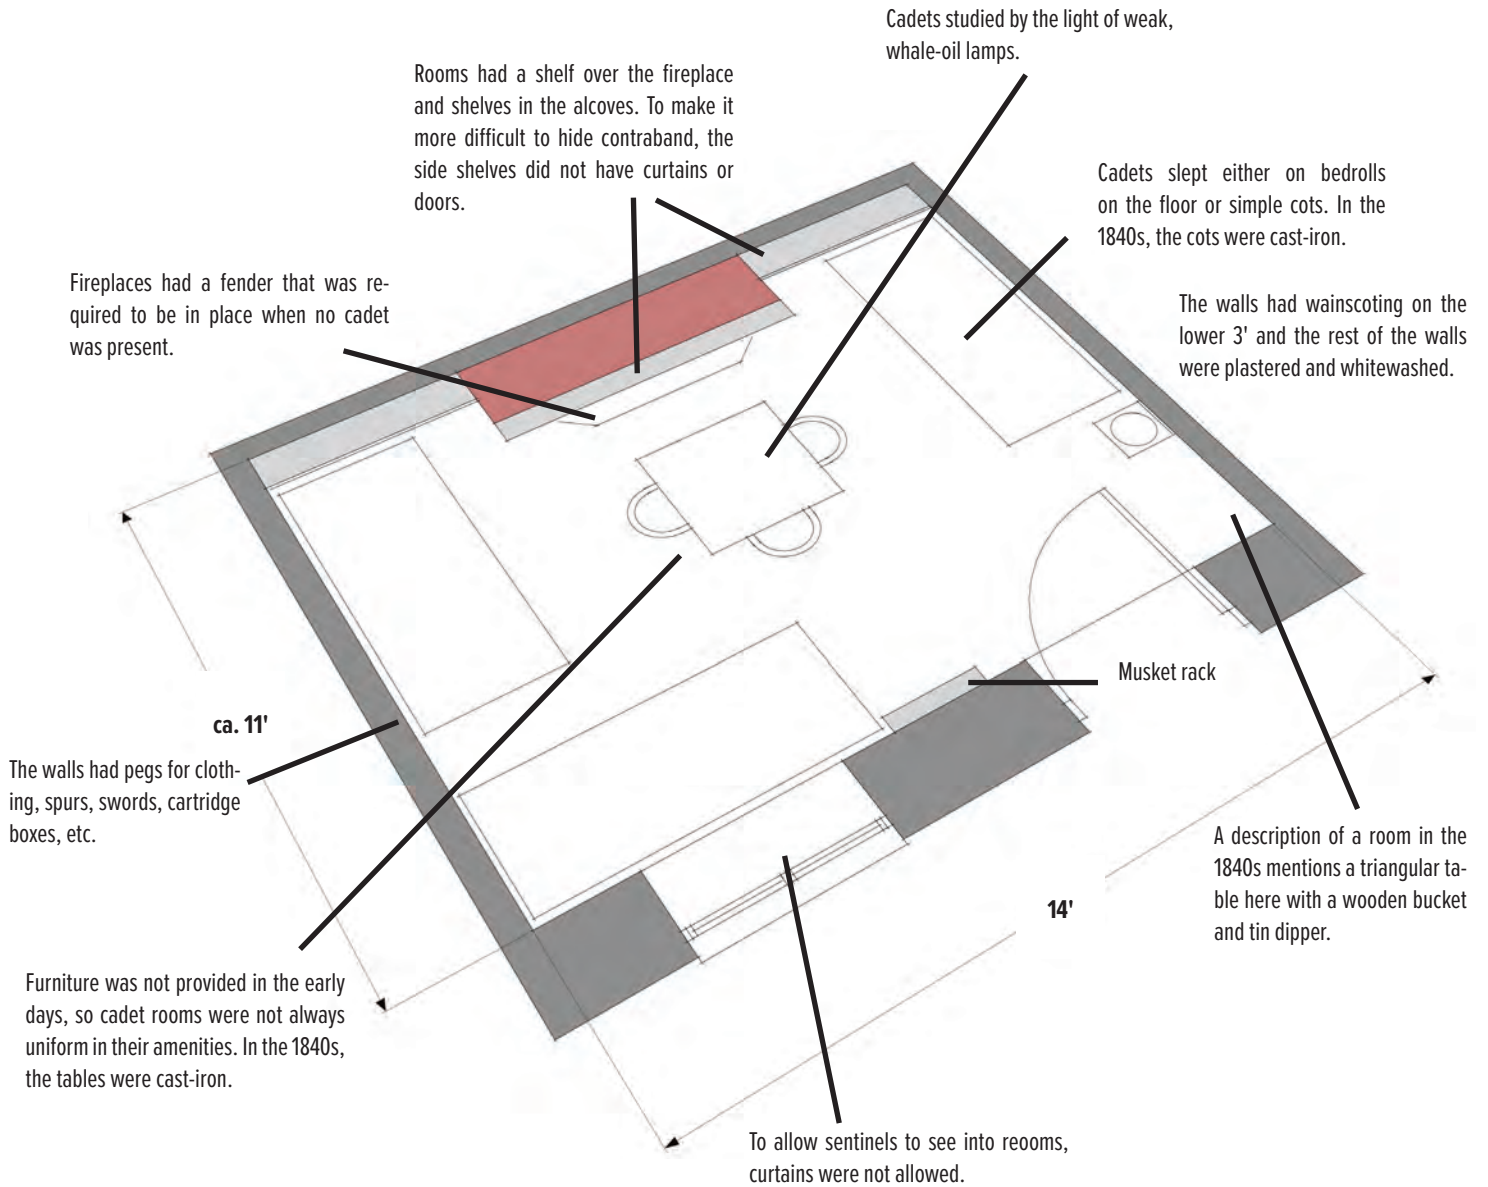 Cadets studied by the light of weak,
whale-oil lamps.
Rooms had a shelf over the fireplace
and shelves in the alcoves. To make it
more difficult to hide contraband, the
side shelves did not have curtains or
doors.
Cadets slept either on bedrolls
on the floor or simple cots. In the
1840s, the cots were cast-iron.
Fireplaces had a fender that was re-
quired to be in place when no cadet
was present.
The walls had wainscoting on the
lower 3' and the rest of the walls
were plastered and whitewashed.
Musket rack
ca. 11'
The walls had pegs for cloth-
ing, spurs, swords, cartridge
boxes, etc.
A description of a room in the
1840s mentions a triangular ta-
ble here with a wooden bucket
and tin dipper.
14'
Furniture was not provided in the early
days, so cadet rooms were not always
uniform in their amenities. In the 1840s,
the tables were cast-iron.
To allow sentinels to see into reooms,
curtains were not allowed.